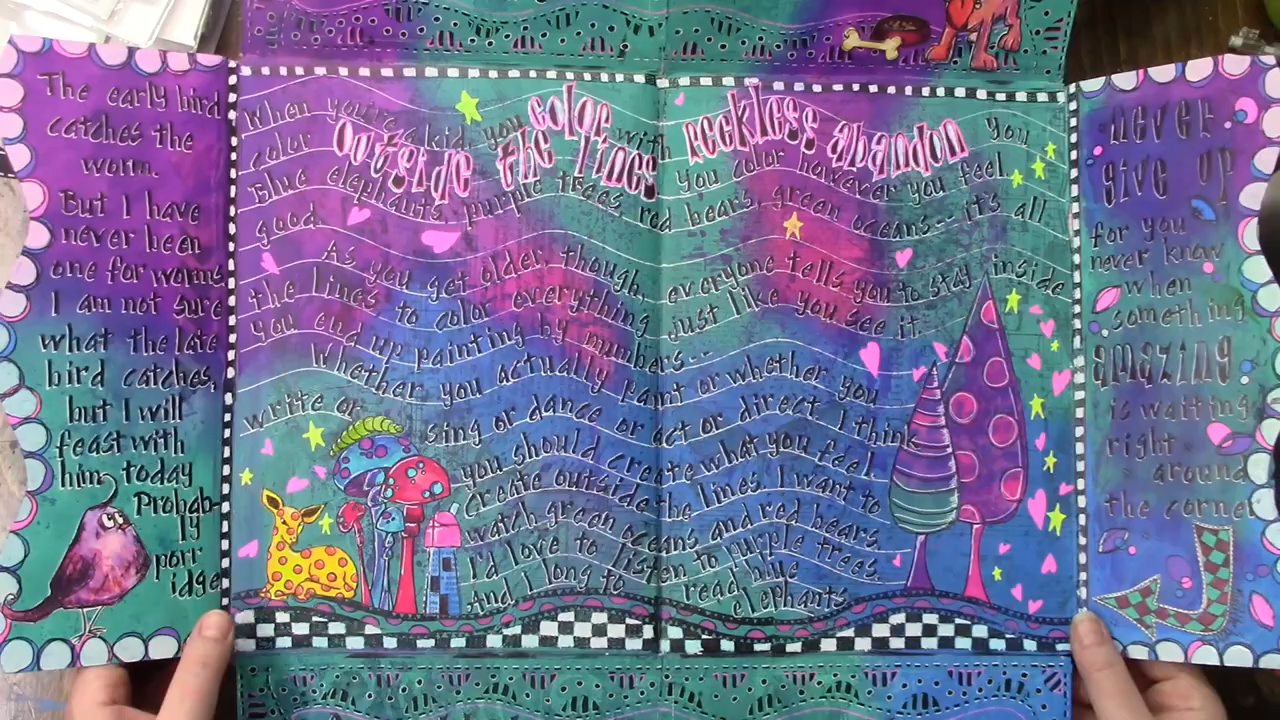 The early bird
catches the
worm.
But I have
never been
one for worms.
I am not sure
what the late
bird catches,
but I will
feast with
him today
Probab-
ly
porr
idge
When you're a kid, you color with reckless abandon You
color outside the lines You color however you feel.
Blue elephants, purple trees, red bears, green oceans-- it's all
good.
As you get older, though, everyone tells you to stay inside
the lines to color everything just like you see it.
You end up painting by numbers--
Whether you actually paint or whether you
write or sing or dance or act or direct. I think
you should create what you feel.
Create outside the lines. I want to
watch green oceans and red bears.
I'd love to listen to purple trees.
And I long to read blue
elephants.
never
give up
for you
never know
when
something
amazing
is waiting
right
around
the corner